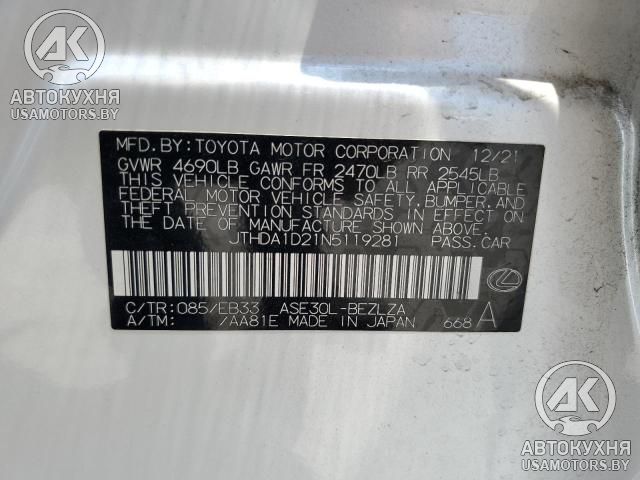 AK
АВТОКУХНЯ
USAMOTORS.BY
MFD.BY:TOYOTA MOTOR CORPORATION 12/21
GVWR 4690LB GAWR FR 2470LB RR 2545LB
THIS VEHICLE CONFORMS TO ALL APPLICABLE
FEDERAL MOTOR VEHICLE SAFETY,BUMPER,AND
THEFT PREVENTION STANDARDS IN EFFECT ON
THE DATE OF MANUFACTURE SHOWN ABOVE.
JTHDA1D21N5119281 PASS.CAR
C/TR:085/EB33 ASE30L-BEZLZA
A/TM: /AA81E MADE IN JAPAN 668 A
AK
АВТОКУХНЯ
USAMOTORS.BY